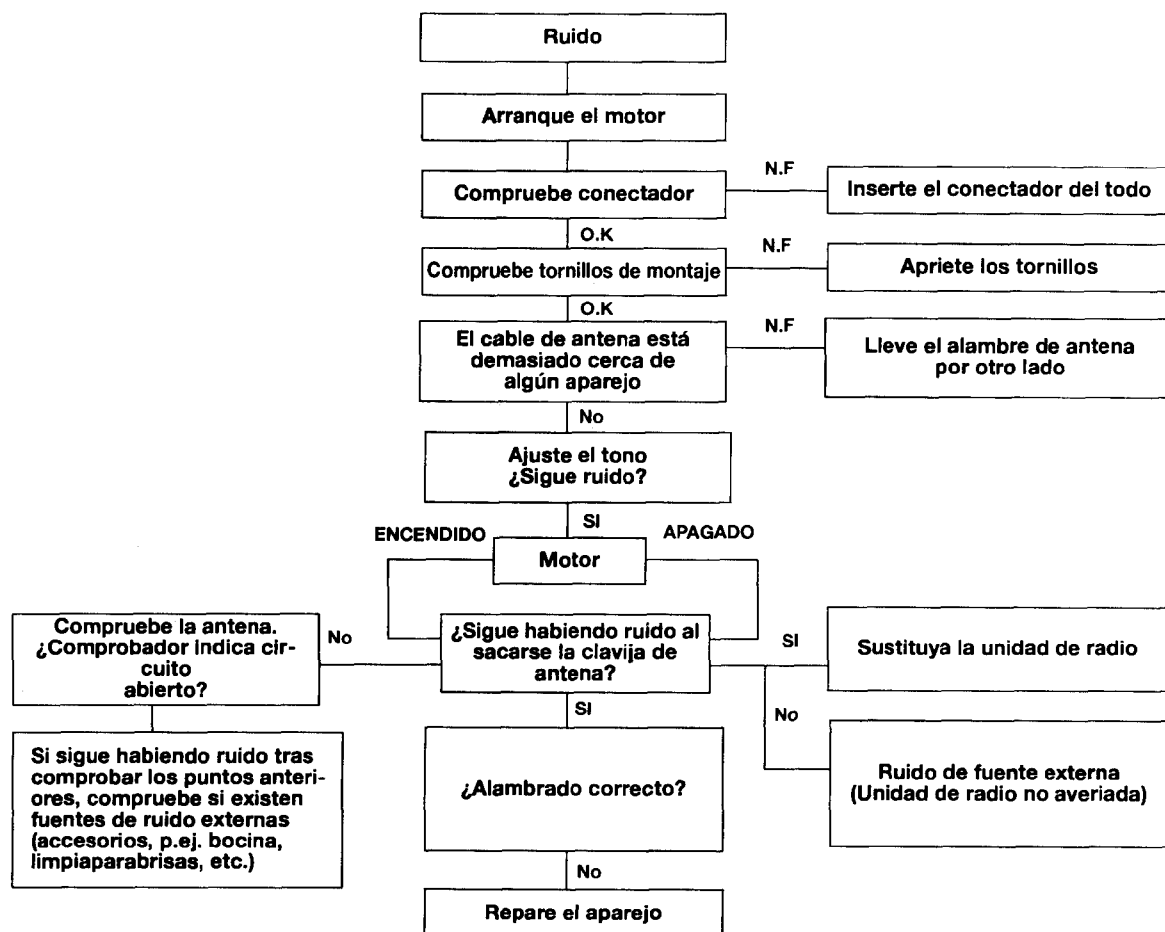 Ruido
Arranque el motor
Compruebe conectador
N.F
Inserte el conectador del todo
O.K
Compruebe tornillos de montaje
N.F
Apriete los tornillos
O.K
El cable de antena está
demasiado cerca de
algún aparejo
N.F
Lleve el alambre de antena
por otro lado
No
Ajuste el tono
¿Sigue ruido?
SI
ENCENDIDO
Motor
APAGADO
Compruebe la antena.
¿Comprobador indica cir-
cuito
abierto?
No
¿Sigue habiendo ruido al
sacarse la clavija de
antena?
SI
Sustituya la unidad de radio
No
Ruido de fuente externa
(Unidad de radio no averiada)
SI
Si sigue habiendo ruido tras
comprobar los puntos anteri-
ores, compruebe si existen
fuentes de ruido externas
(accesorios, p.ej. bocina,
limpiaparabrisas, etc.)
¿Alambrado correcto?
No
Repare el aparejo